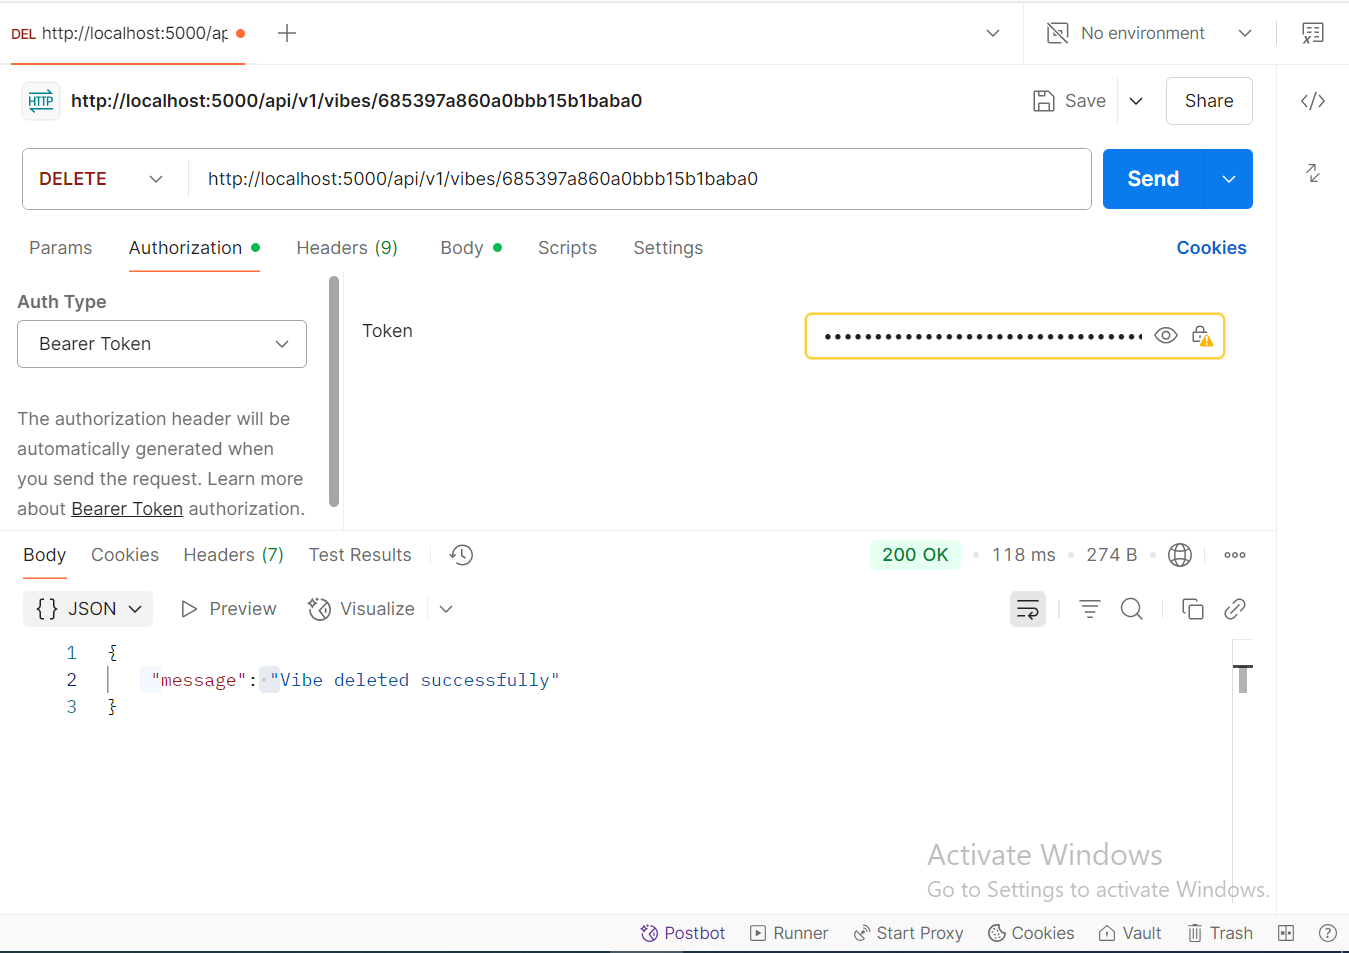 DEL http://localhost:5000/ap
No environment
HTTP http://localhost:5000/api/v1/vibes/685397a860a0bbb15b1baba0
Save
Share
DELETE http://localhost:5000/api/v1/vibes/685397a860a0bbb15b1baba0
Send
Params Authorization Headers (9) Body Scripts Settings Cookies
Auth Type
Bearer Token
The authorization header will be
automatically generated when
you send the request. Learn more
about Bearer Token authorization.
Token
Body Cookies Headers (7) Test Results
200 OK 118 ms 274 B
{} JSON Preview Visualize
1 {
2 "message": "Vibe deleted successfully"
3 }
Activate Windows
Go to Settings to activate Windows.
Postbot Runner Start Proxy Cookies Vault Trash